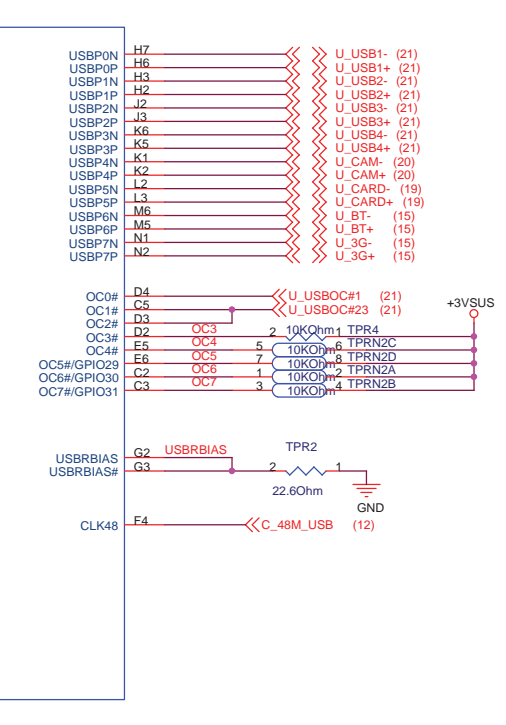 USBP0N H7 U_USB1- (21)
USBP0P H6 U_USB1+ (21)
USBP1N H3 U_USB2- (21)
USBP1P H2 U_USB2+ (21)
USBP2N J2 U_USB3- (21)
USBP2P J3 U_USB3+ (21)
USBP3N K6 U_USB4- (21)
USBP3P K5 U_USB4+ (21)
USBP4N K1 U_CAM- (20)
USBP4P K2 U_CAM+ (20)
USBP5N L2 U_CARD- (19)
USBP5P L3 U_CARD+ (19)
USBP6N M6 U_BT- (15)
USBP6P M5 U_BT+ (15)
USBP7N N1 U_3G- (15)
USBP7P N2 U_3G+ (15)
OC0# D4 U_USBOC#1 (21)
OC1# C5 U_USBOC#23 (21)
+3VSUS
OC2# D3
OC3# D2 OC3 2 10KOhm 1 TPR4
OC4# E5 OC4 5 10KOhm 6 TPRN2C
OC5#/GPIO29 E6 OC5 7 10KOhm 8 TPRN2D
OC6#/GPIO30 C2 OC6 1 10KOhm 2 TPRN2A
OC7#/GPIO31 C3 OC7 3 10KOhm 4 TPRN2B
USBRBIAS G2 USBRBIAS TPR2
USBRBIAS# G3 2 1
22.6Ohm
GND
CLK48 F4 C_48M_USB (12)